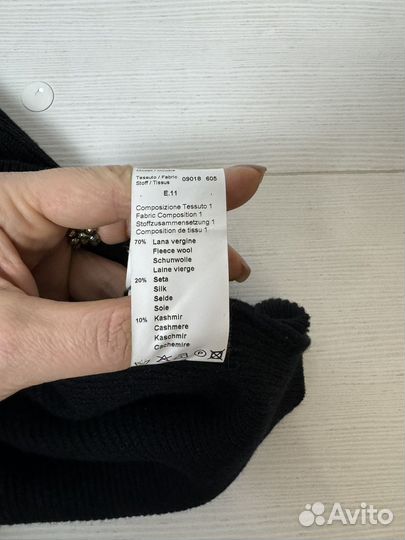 Tessuto / Fabric
Stoff / Tissus 09018 605
E.11
Composizione Tessuto 1
Fabric Composition 1
Stoffzusammensetzung 1
Composition de tissu 1
70% Lana vergine
Fleece wool
Schunwolle
Laine vierge
20% Seta
Silk
Seide
Soie
10% Kashmir
Cashmere
Kaschmir
Cachemire
Avito